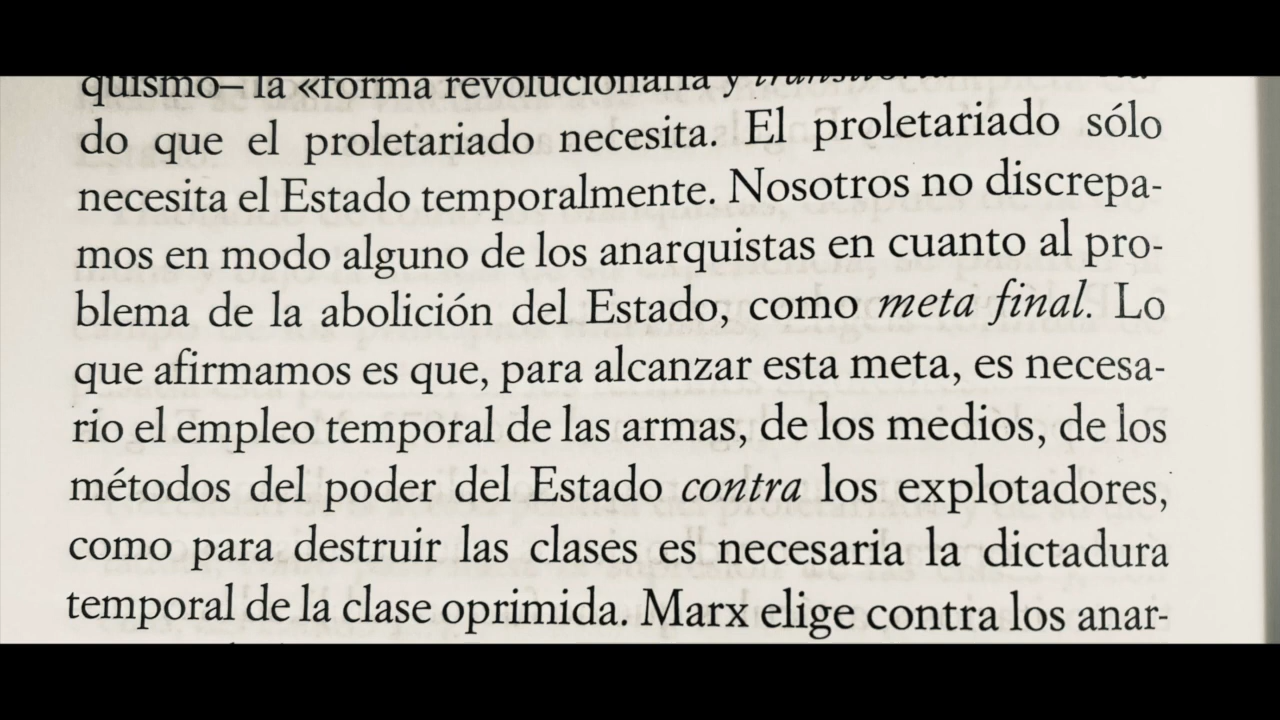 quismo– la «forma revolucionaria y transitoria
do que el proletariado necesita. El proletariado sólo
necesita el Estado temporalmente. Nosotros no discrepa-
mos en modo alguno de los anarquistas en cuanto al pro-
blema de la abolición del Estado, como meta final. Lo
que afirmamos es que, para alcanzar esta meta, es necesa-
rio el empleo temporal de las armas, de los medios, de los
métodos del poder del Estado contra los explotadores,
como para destruir las clases es necesaria la dictadura
temporal de la clase oprimida. Marx elige contra los anar-